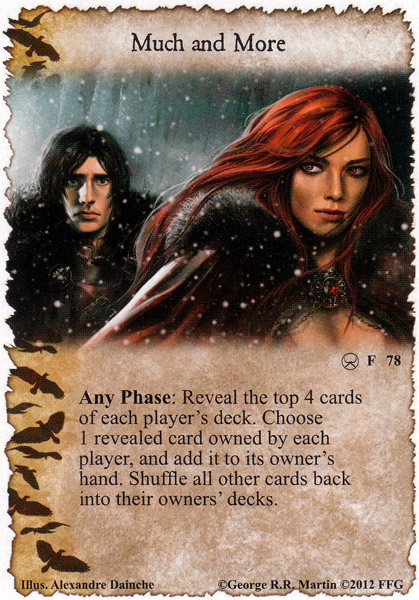 Much and More
F 78
Any Phase: Reveal the top 4 cards
of each player's deck. Choose
1 revealed card owned by each
player, and add it to its owner's
hand. Shuffle all other cards back
into their owners' decks.
Illus. Alexandre Dainche ©George R.R. Martin ©2012 FFG